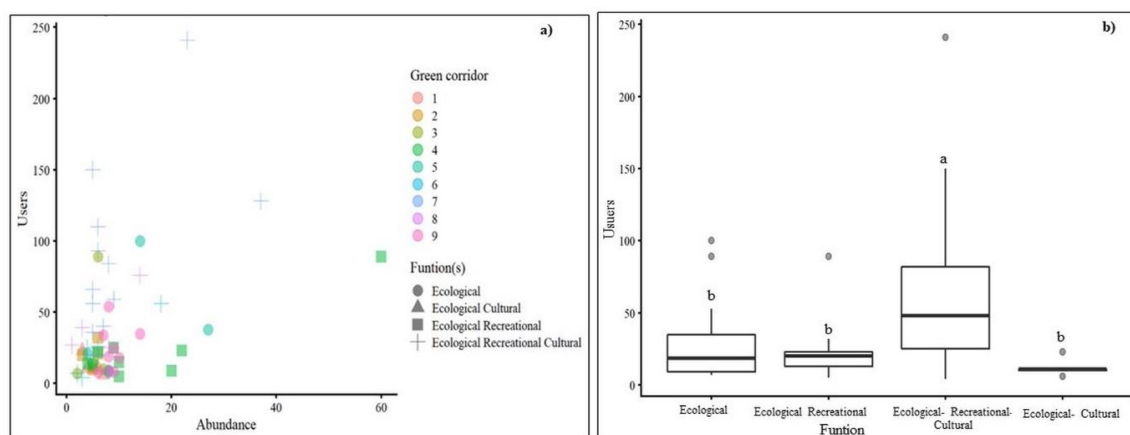 a)
250
200
150
100
50
0
Users
0
20
40
60
Abundance
Green corridor
1
2
3
4
5
6
7
8
9
Funtion(s)
Ecological
Ecological Cultural
Ecological Recreational
Ecological Recreational Cultural
b)
250
200
150
100
50
0
Usuers
b
b
a
b
Ecological
Ecological Recreational
Ecological- Recreational-
Cultural
Ecological- Cultural
Funtion